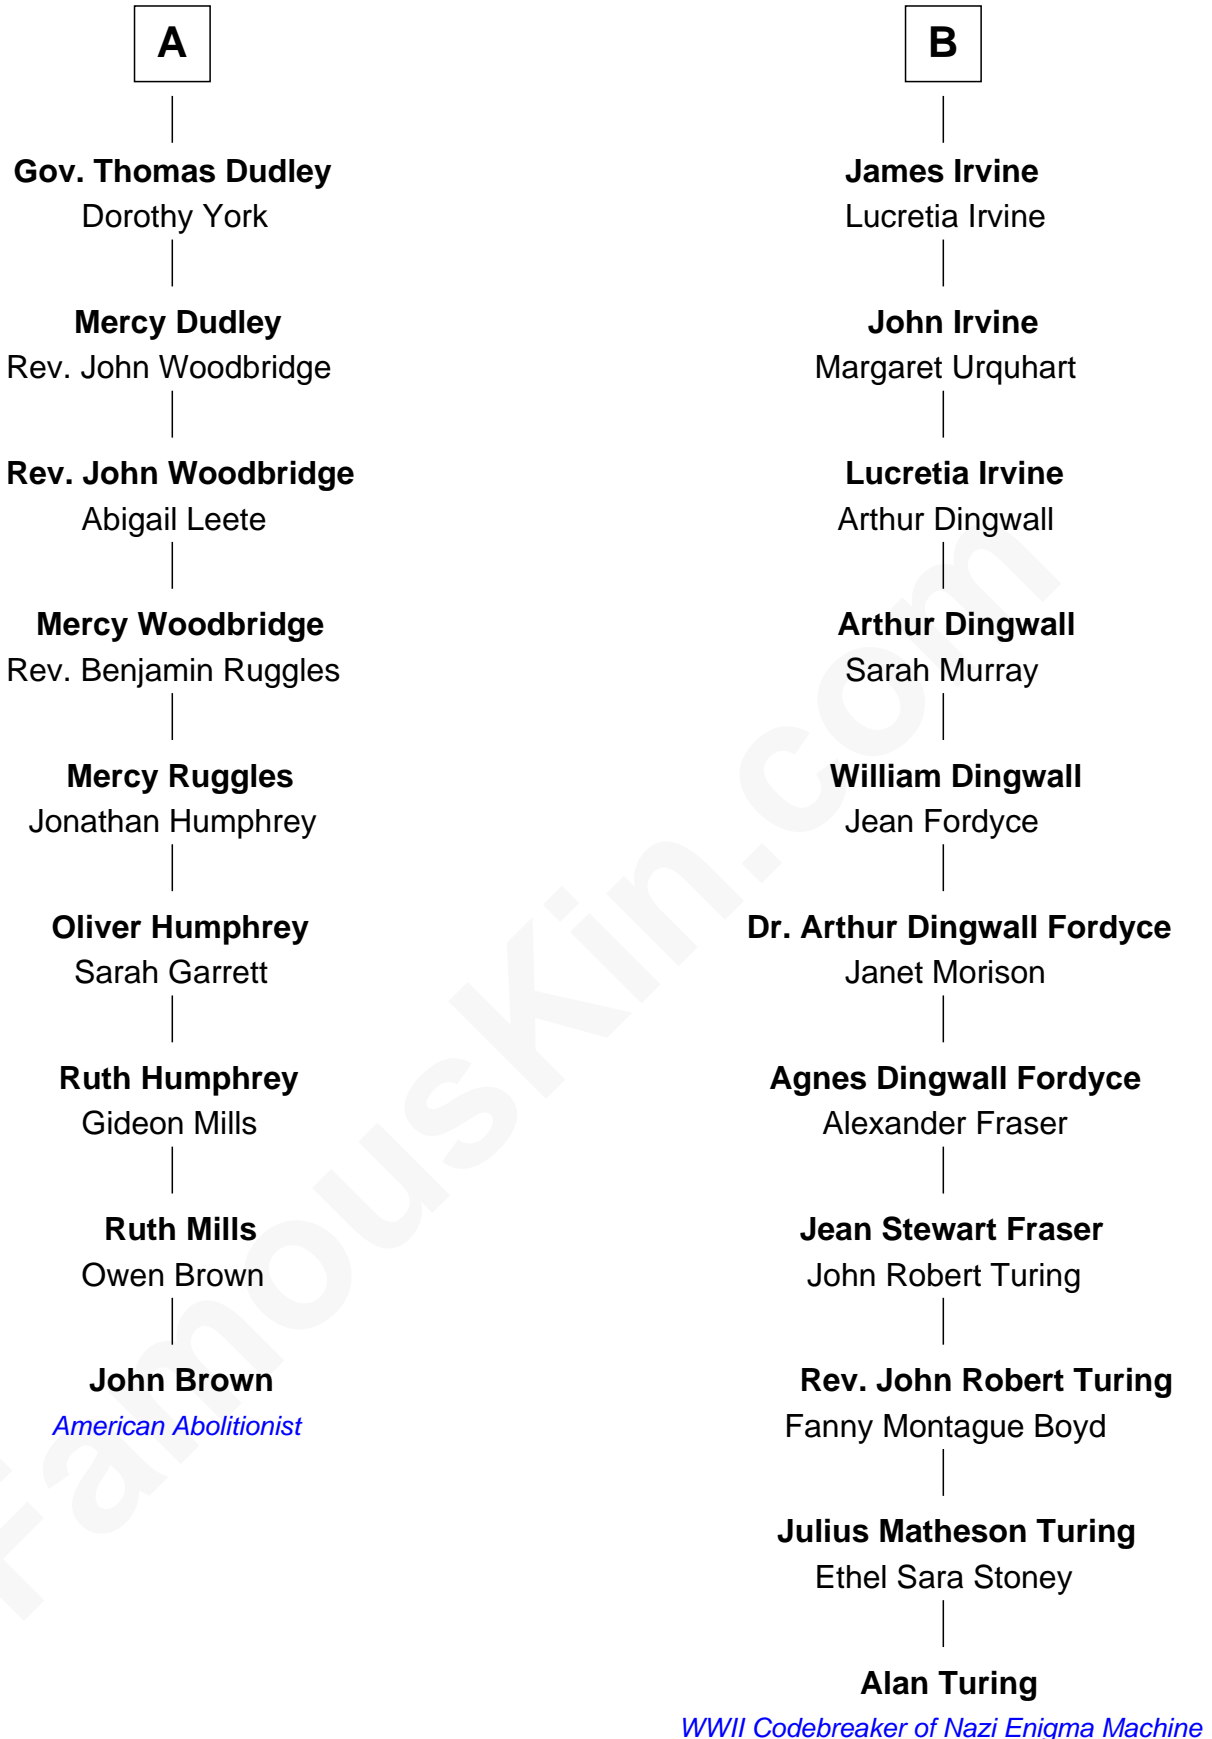 A
Gov. Thomas Dudley
Dorothy York
Mercy Dudley
Rev. John Woodbridge
Rev. John Woodbridge
Abigail Leete
Mercy Woodbridge
Rev. Benjamin Ruggles
Mercy Ruggles
Jonathan Humphrey
Oliver Humphrey
Sarah Garrett
Ruth Humphrey
Gideon Mills
Ruth Mills
Owen Brown
John Brown
American Abolitionist
B
James Irvine
Lucretia Irvine
John Irvine
Margaret Urquhart
Lucretia Irvine
Arthur Dingwall
Arthur Dingwall
Sarah Murray
William Dingwall
Jean Fordyce
Dr. Arthur Dingwall Fordyce
Janet Morison
Agnes Dingwall Fordyce
Alexander Fraser
Jean Stewart Fraser
John Robert Turing
Rev. John Robert Turing
Fanny Montague Boyd
Julius Matheson Turing
Ethel Sara Stoney
Alan Turing
WWII Codebreaker of Nazi Enigma Machine
FamousKin.com